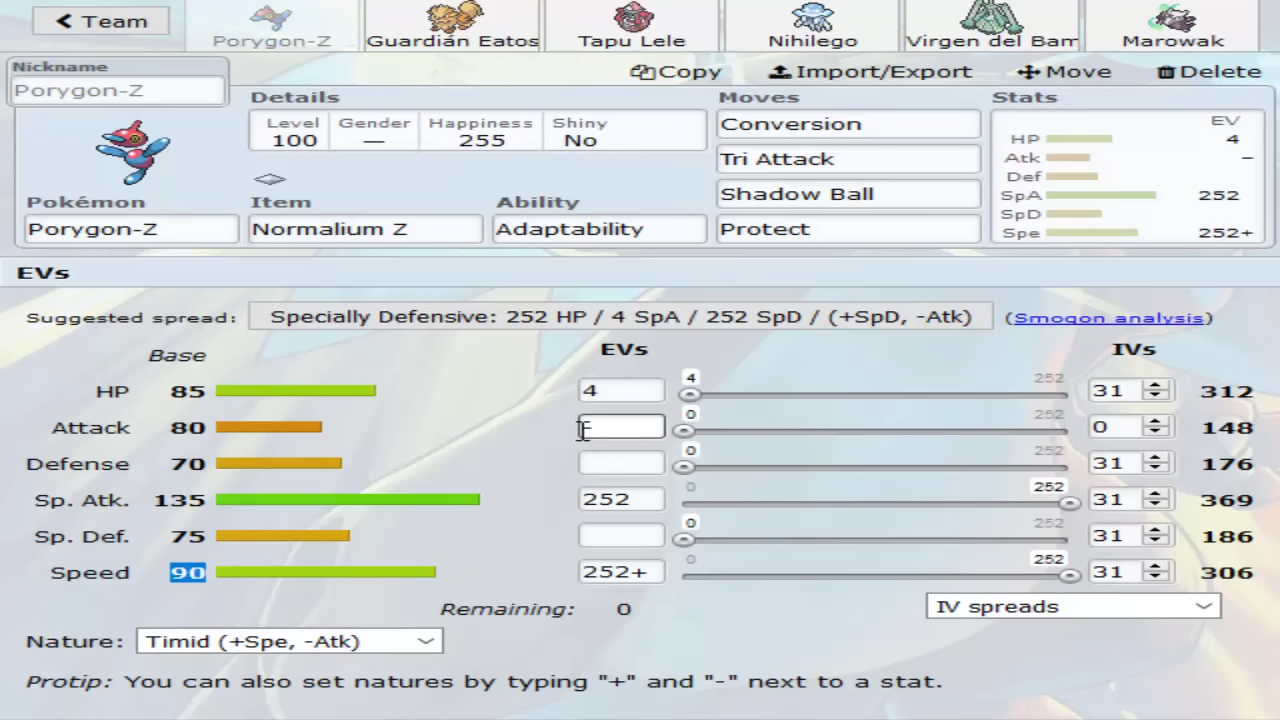 Team
Porygon-Z
Guardián Eatos
Tapu Lele
Nihilego
Virgen del Bam
Marowak
Nickname
Porygon-Z
Copy
Import/Export
Move
Delete
Details
Moves
Stats
Level Gender Happiness Shiny
100 — 255 No
Conversion
Tri Attack
Shadow Ball
Protect
EV
HP 4
Atk –
Def
SpA 252
SpD
Spe 252+
Pokémon Item Ability
Porygon-Z Normalium Z Adaptability
EVs
Suggested spread: Specially Defensive: 252 HP / 4 SpA / 252 SpD / (+SpD, -Atk) (Smogon analysis)
Base EVs IVs
HP 85 4 4 252 31 312
Attack 80 - 0 252 0 148
Defense 70 0 252 31 176
Sp. Atk. 135 252 0 252 31 369
Sp. Def. 75 0 252 31 186
Speed 90 252+ 0 252 31 306
Remaining: 0
IV spreads
Nature: Timid (+Spe, -Atk)
Protip: You can also set natures by typing "+" and "-" next to a stat.